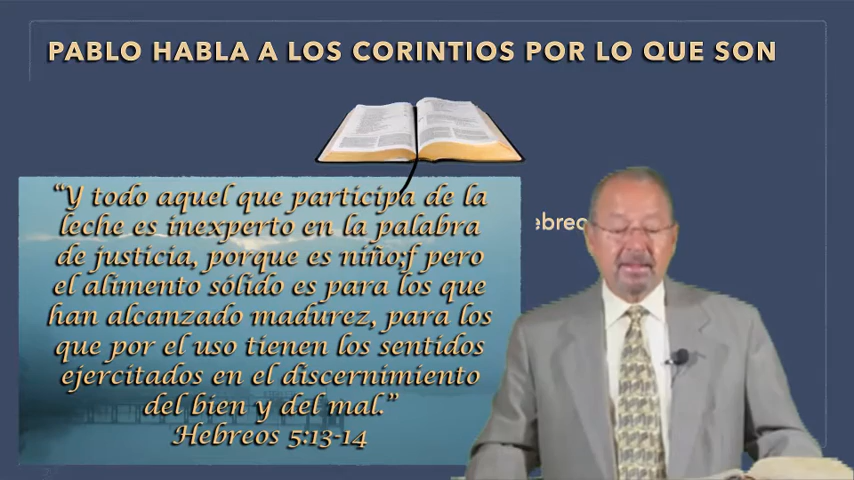 PABLO HABLA A LOS CORINTIOS POR LO QUE SON
“Y todo aquel que participa de la
leche es inexperto en la palabra
de justicia, porque es niño;f pero
el alimento sólido es para los que
han alcanzado madurez, para los
que por el uso tienen los sentidos
ejercitados en el discernimiento
del bien y del mal.”
Hebreos 5:13-14